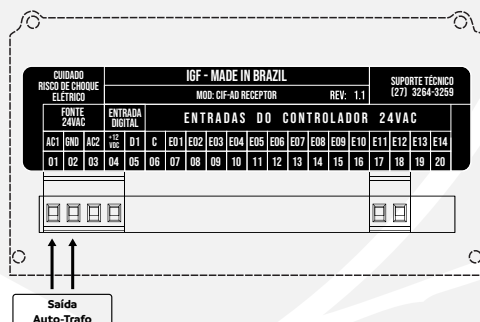 CUIDADO
RISCO DE CHOQUE
ELÉTRICO
IGF - MADE IN BRAZIL
MOD: CIF-AD RECEPTOR REV: 1.1
SUPORTE TÉCNICO
(27) 3264-3259
FONTE
24VAC
ENTRADA
DIGITAL
ENTRADAS DO CONTROLADOR 24VAC
AC1 GND AC2 +12 VDC D1 C E01 E02 E03 E04 E05 E06 E07 E08 E09 E10 E11 E12 E13 E14
01 02 03 04 05 06 07 08 09 10 11 12 13 14 15 16 17 18 19 20
Saída
Auto-Trafo